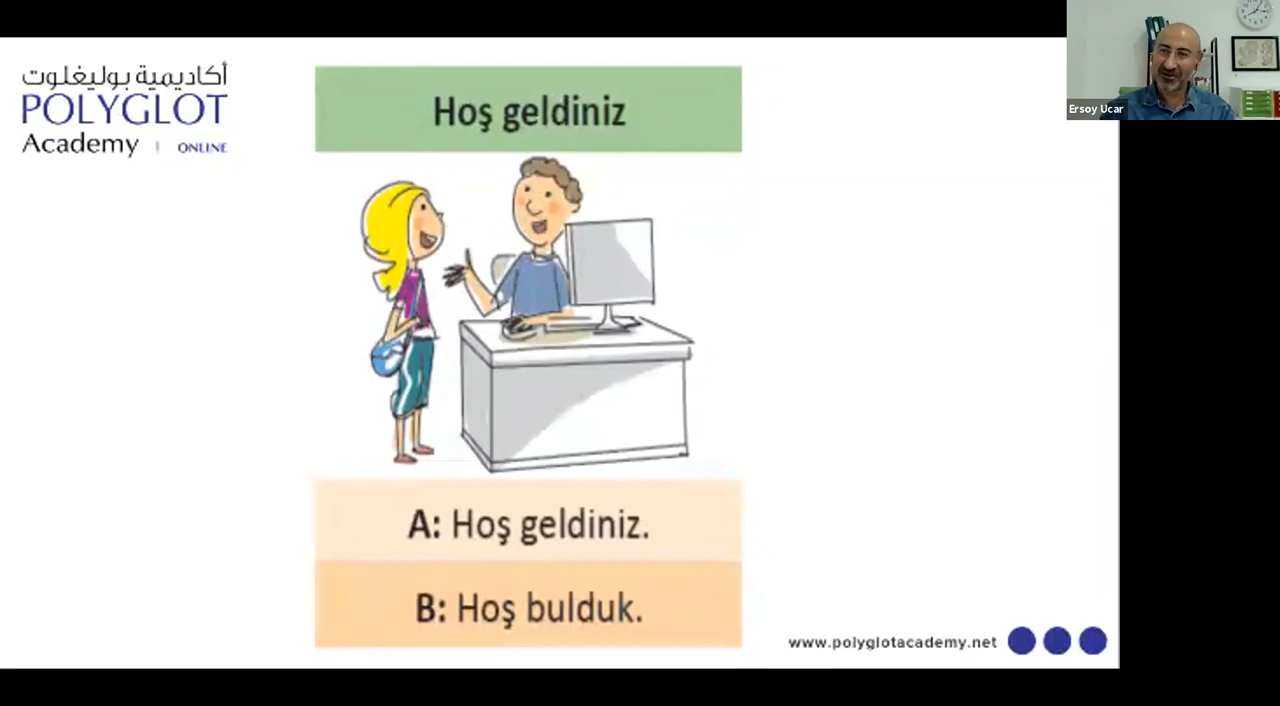 أكاديمية بوليغلوت
POLYGLOT
Academy | ONLINE
Hoş geldiniz
Ersoy Ucar
A: Hoş geldiniz.
B: Hoş bulduk.
www.polyglotacademy.net